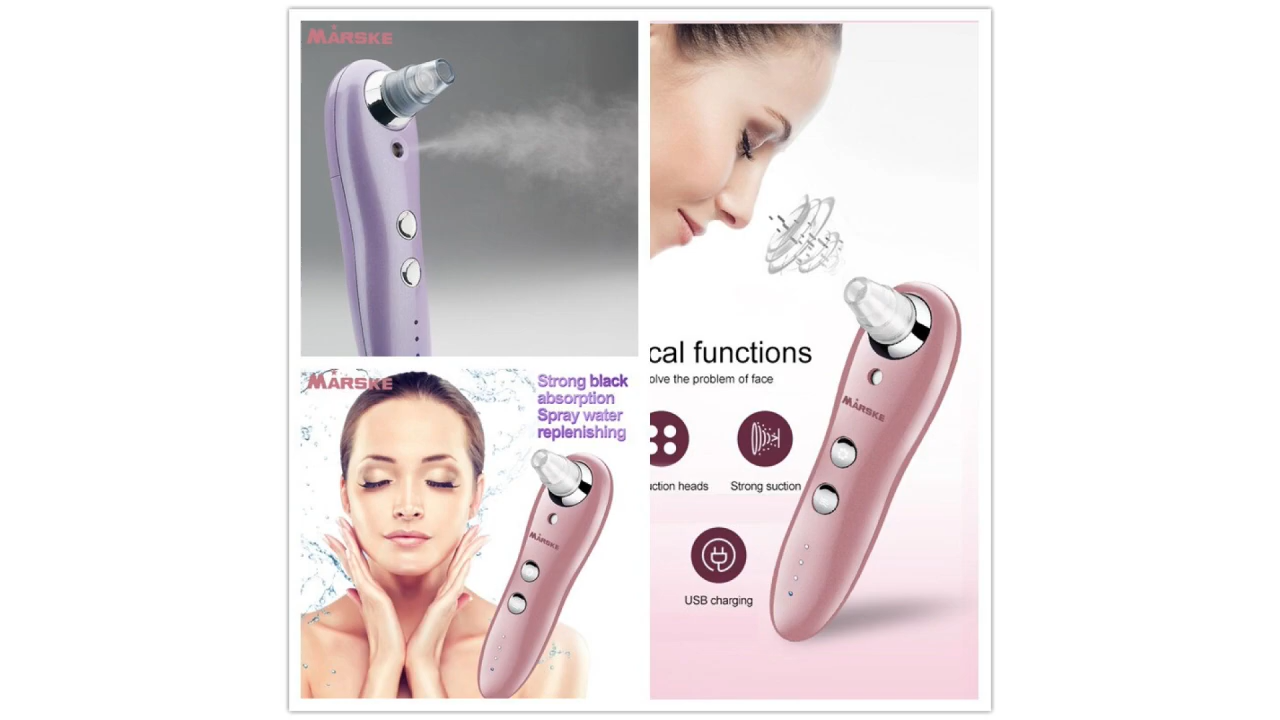 MARSKE
MARSKE
Strong black
absorption
Spray water
replenishing
MARSKE
cal functions
olve the problem of face
MARSKE
uction heads
Strong suction
USB charging